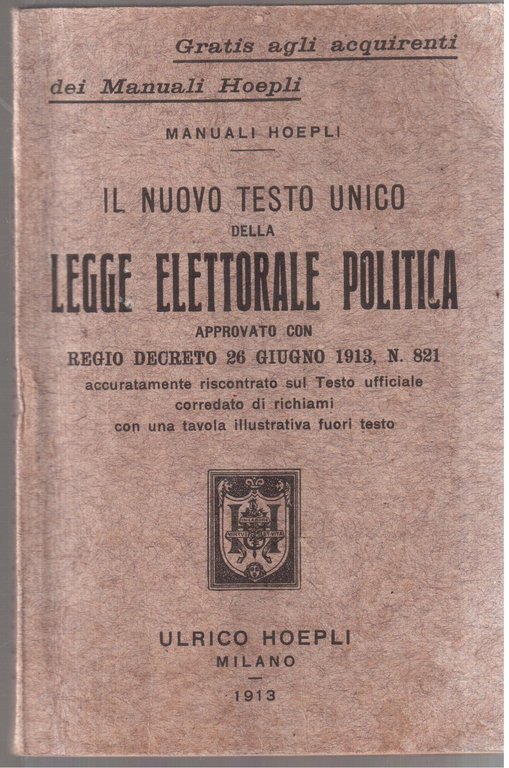 Gratis agli acquirenti
dei Manuali Hoepli
MANUALI HOEPLI
IL NUOVO TESTO UNICO
DELLA
LEGGE ELETTORALE POLITICA
APPROVATO CON
REGIO DECRETO 26 GIUGNO 1913, N. 821
accuratamente riscontrato sul Testo ufficiale
corredato di richiami
con una tavola illustrativa fuori testo
ULRICO HOEPLI
MILANO
1913